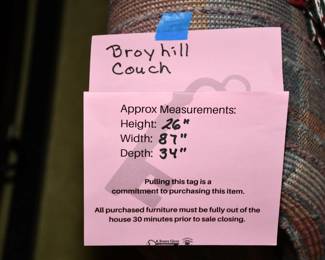 Broyhill
Couch
Approx Measurements:
Height: 26"
Width: 87"
Depth: 34"
Pulling this tag is a
commitment to purchasing this item.
All purchased furniture must be fully out of the
house 30 minutes prior to sale closing.